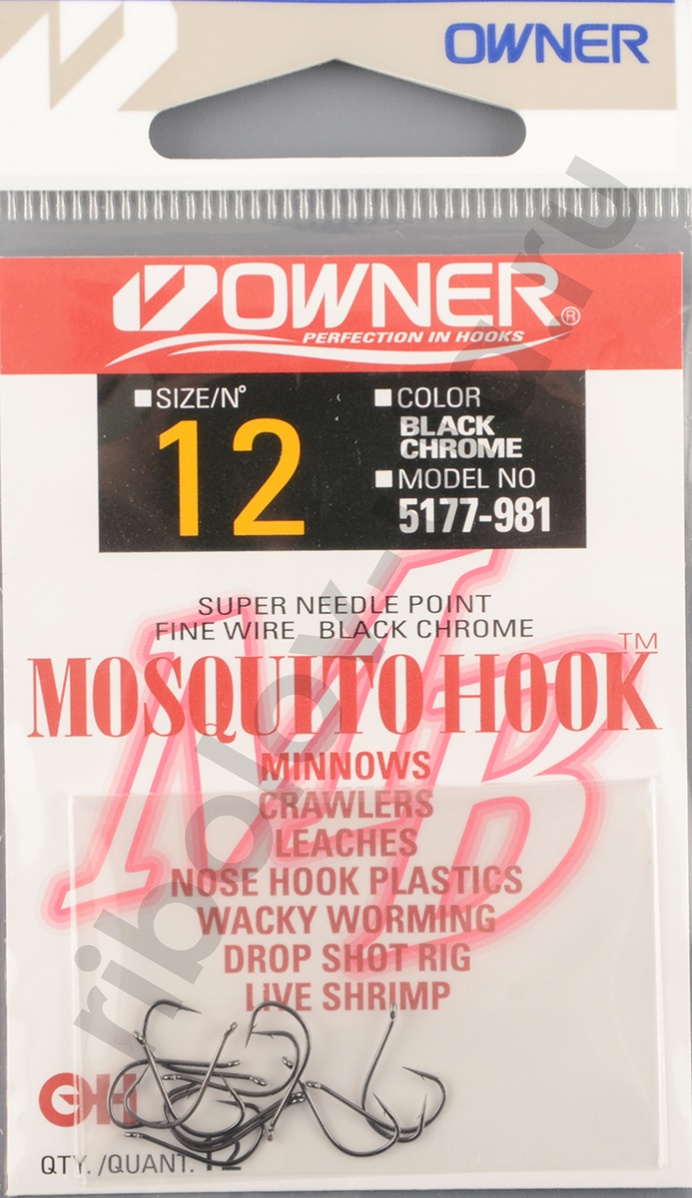 OWNER
OWNER®
PERFECTION IN HOOKS
SIZE/Nº
12
COLOR
BLACK
CHROME
MODEL NO
5177-981
SUPER NEEDLE POINT
FINE WIRE BLACK CHROME
MOSQUITO HOOK™
MINNOWS
CRAWLERS
LEACHES
NOSE HOOK PLASTICS
WACKY WORMING
DROP SHOT RIG
LIVE SHRIMP
QTY. /QUANT. 12